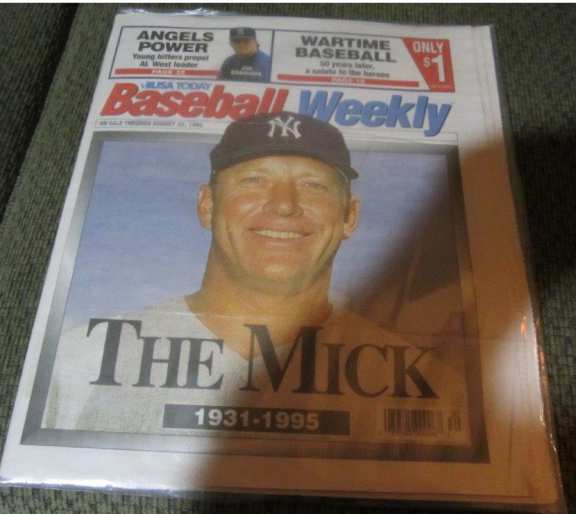 ANGELS
POWER
Young hitters propel
AL West leader
WARTIME
BASEBALL
50 years later,
a salute to the heroes
ONLY
$1
USA TODAY
Baseball Weekly
NY
THE MICK
1931-1995